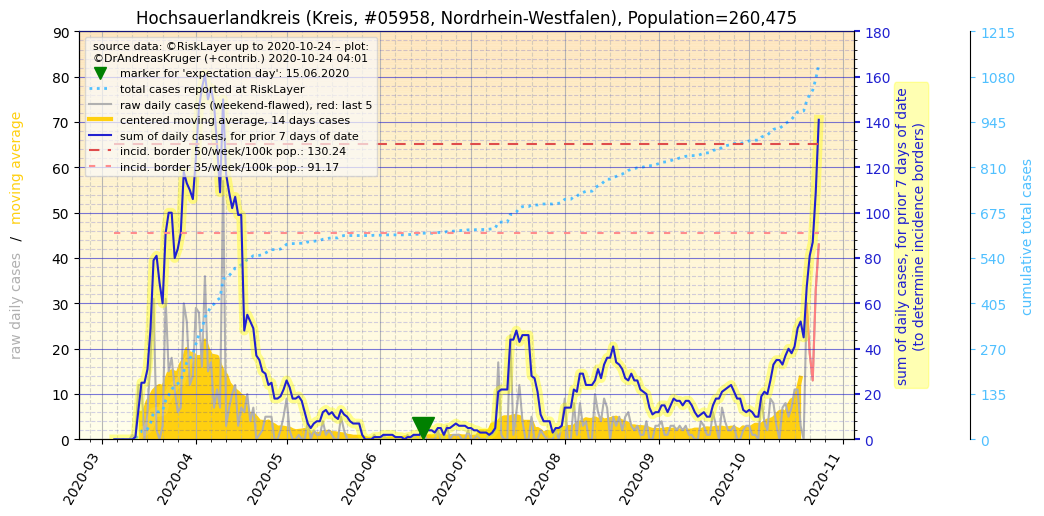 Hochsauerlandkreis (Kreis, #05958, Nordrhein-Westfalen), Population=260,475
source data: ©RiskLayer up to 2020-10-24 – plot:
©DrAndreasKruger (+contrib.) 2020-10-24 04:01
marker for 'expectation day': 15.06.2020
total cases reported at RiskLayer
raw daily cases (weekend-flawed), red: last 5
centered moving average, 14 days cases
sum of daily cases, for prior 7 days of date
incid. border 50/week/100k pop.: 130.24
incid. border 35/week/100k pop.: 91.17
raw daily cases / moving average
90
80
70
60
50
40
30
20
10
0
2020-03
2020-04
2020-05
2020-06
2020-07
2020-08
2020-09
2020-10
2020-11
180
160
140
120
100
80
60
40
20
0
sum of daily cases, for prior 7 days of date
(to determine incidence borders)
1215
1080
945
810
675
540
405
270
135
0
cumulative total cases